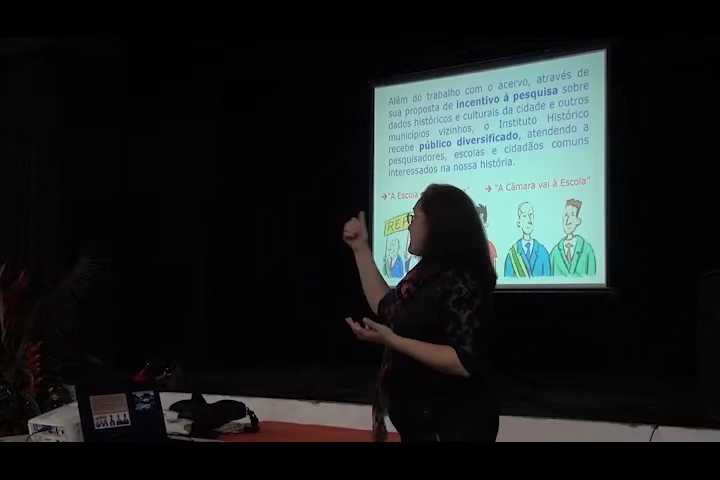 Além do trabalho com o acervo, através de
sua proposta de incentivo à pesquisa sobre
dados históricos e culturais da cidade e outros
municípios vizinhos, o Instituto Histórico
recebe público diversificado, atendendo a
pesquisadores, escolas e cidadãos comuns
interessados na nossa história.
➔"A Escola
➔ "A Câmara vai à Escola"